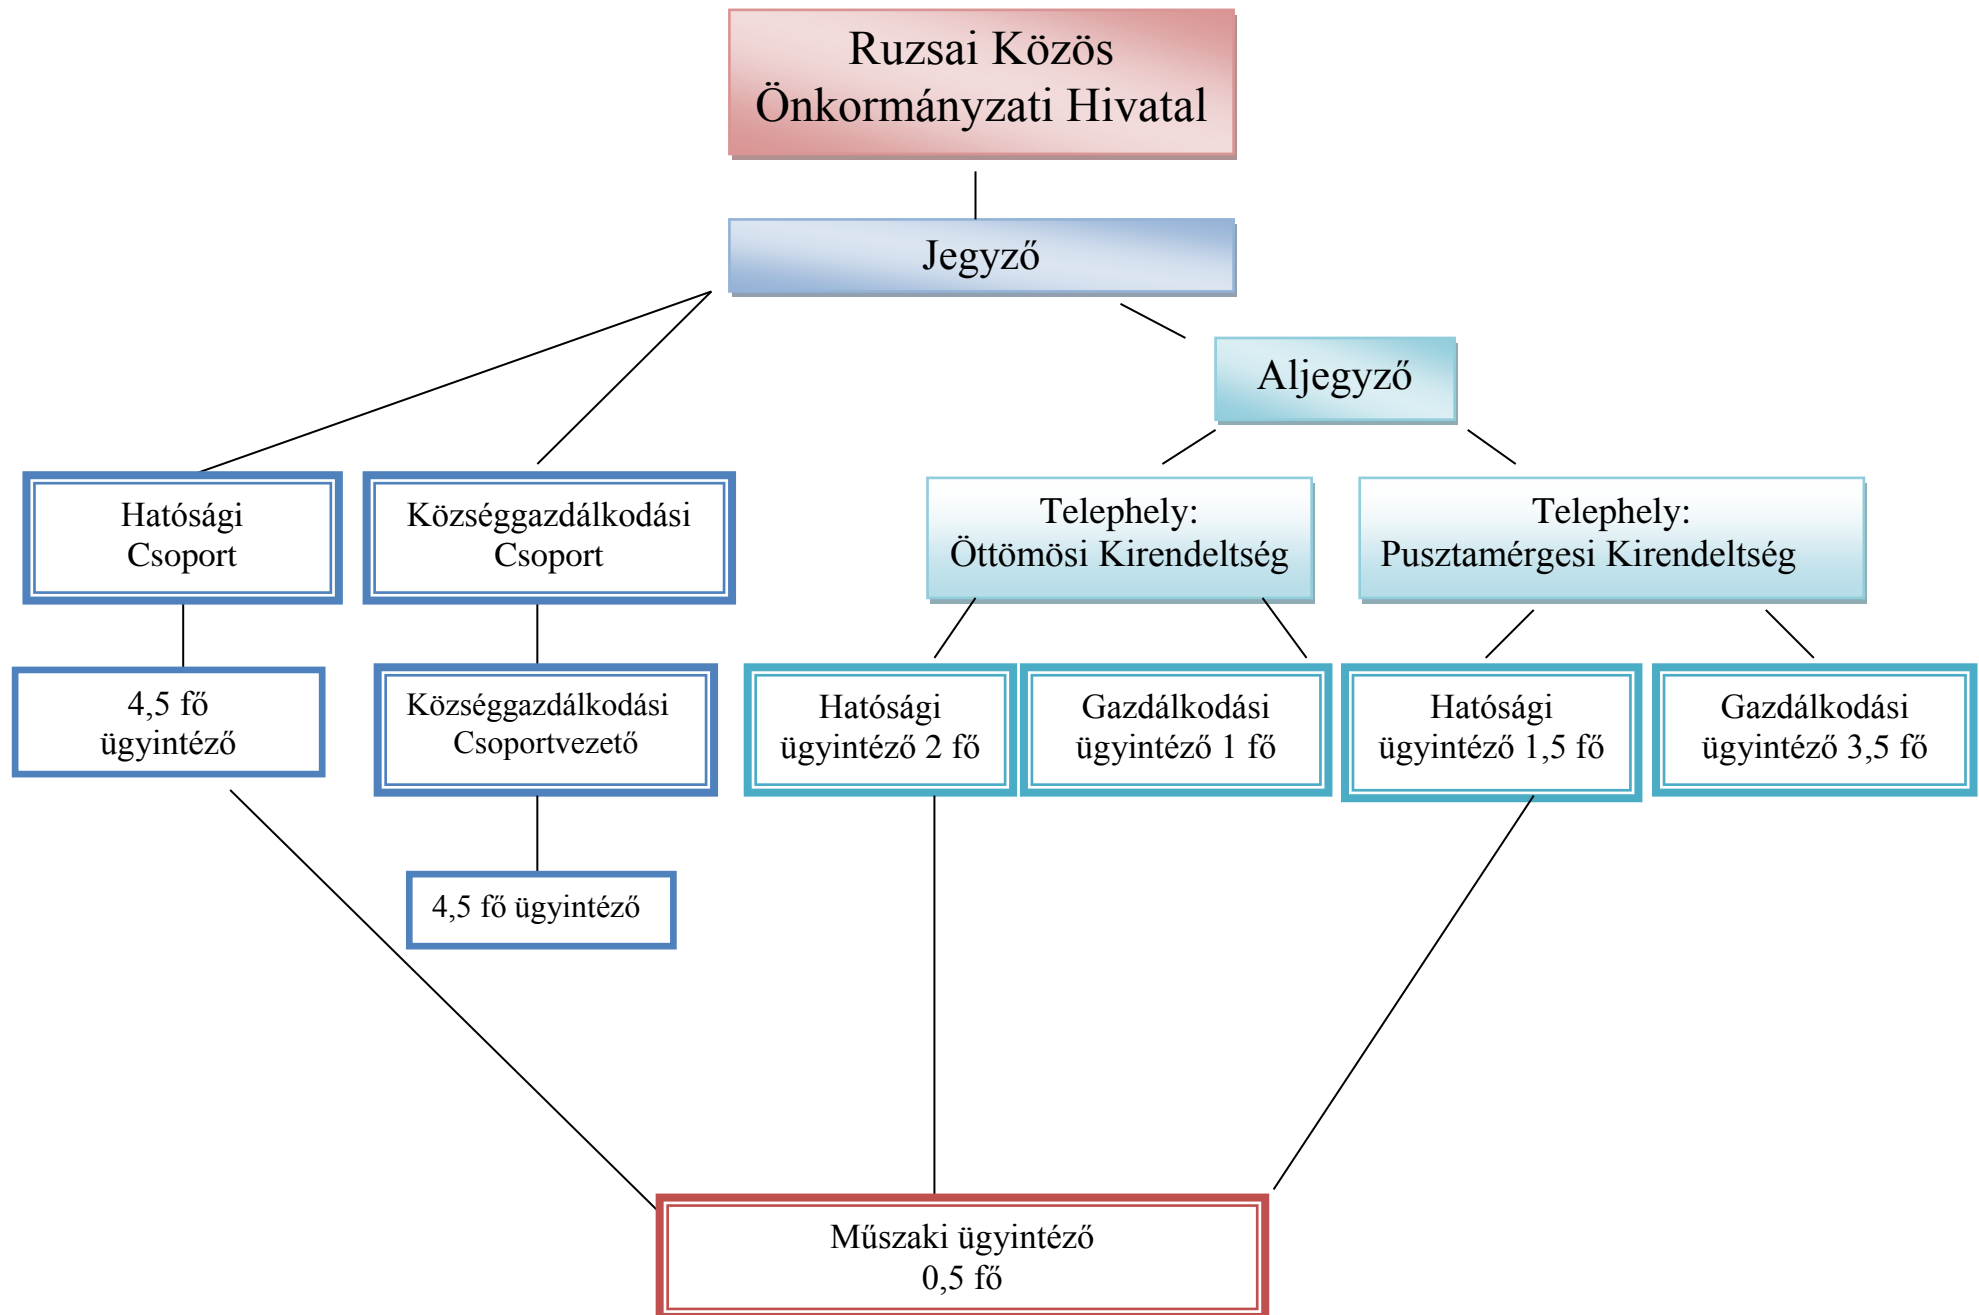 Ruzsai Közös
Önkormányzati Hivatal
Jegyző
Aljegyző
Hatósági
Csoport
Községgazdálkodási
Csoport
Telephely:
Öttömösi Kirendeltség
Telephely:
Pusztamérgesi Kirendeltség
4,5 fő
ügyintéző
Községgazdálkodási
Csoportvezető
Hatósági
ügyintéző 2 fő
Gazdálkodási
ügyintéző 1 fő
Hatósági
ügyintéző 1,5 fő
Gazdálkodási
ügyintéző 3,5 fő
4,5 fő ügyintéző
Műszaki ügyintéző
0,5 fő